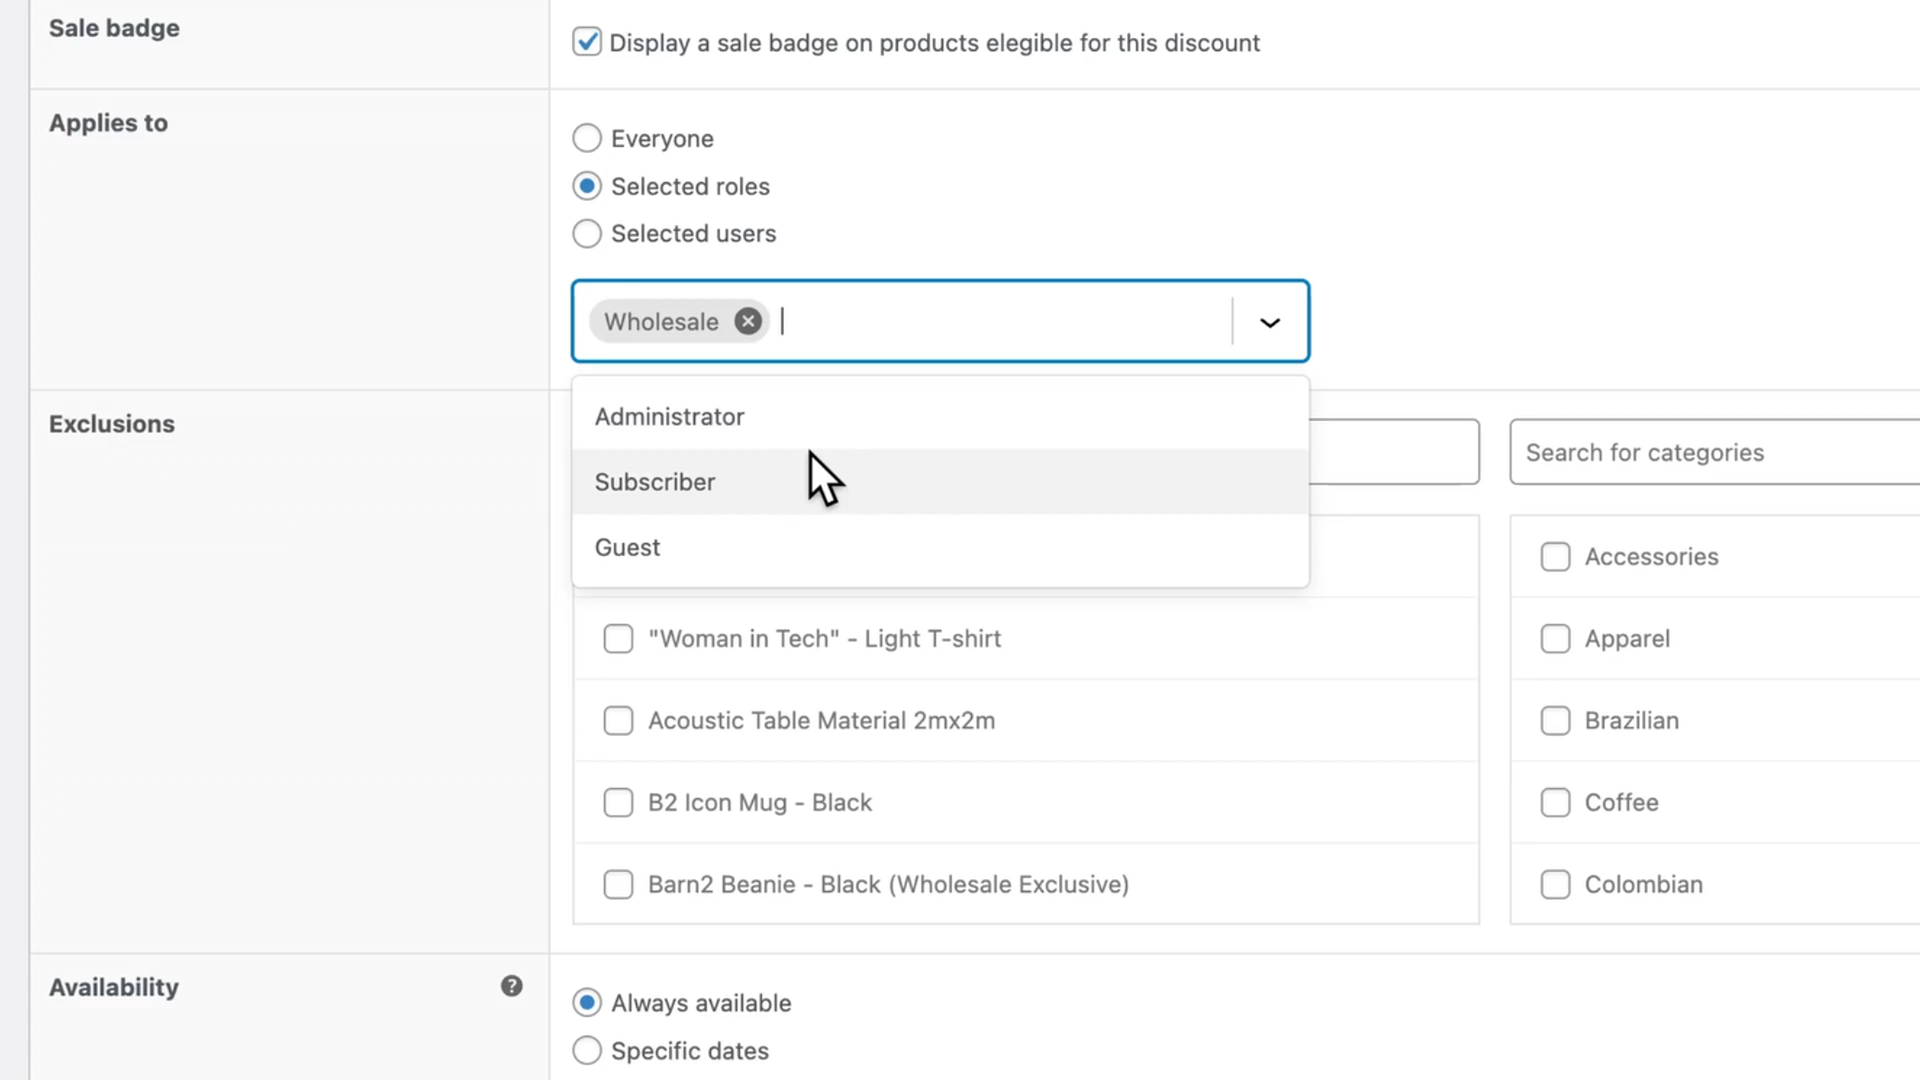 Sale badge
Display a sale badge on products elegible for this discount
Applies to
Everyone
Selected roles
Selected users
Wholesale
Administrator
Subscriber
Guest
Exclusions
Search for categories
"Woman in Tech" - Light T-shirt
Acoustic Table Material 2mx2m
B2 Icon Mug - Black
Barn2 Beanie - Black (Wholesale Exclusive)
Accessories
Apparel
Brazilian
Coffee
Colombian
Availability ?
Always available
Specific dates